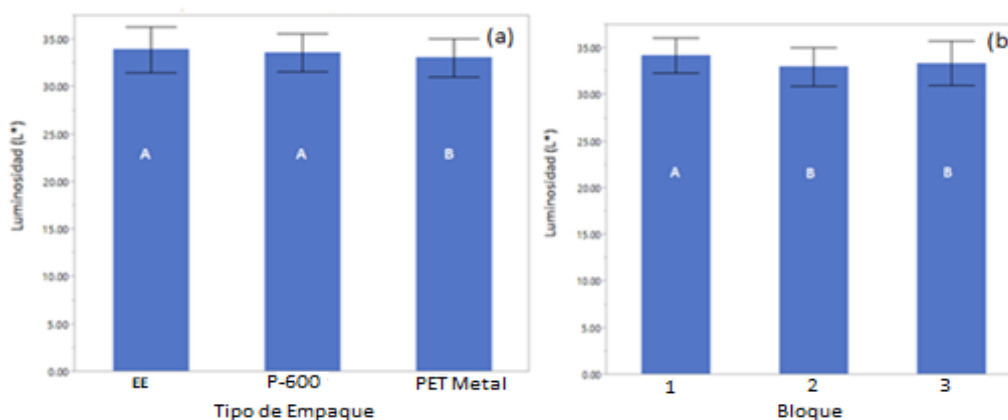 (a)
Luminosidad (L*)
35.00
30.00
25.00
20.00
15.00
10.00
5.00
0.00
A
A
B
EE
P-600
PET Metal
Tipo de Empaque
(b
Luminosidad (L*)
35.00
30.00
25.00
20.00
15.00
10.00
5.00
0.00
A
B
B
1
2
3
Bloque